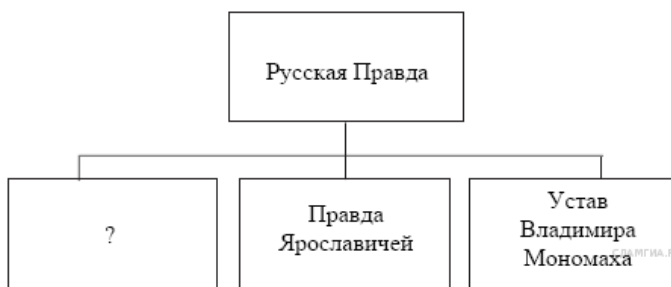 Русская Правда
?
Правда
Ярославичей
Устав
Владимира
Мономаха